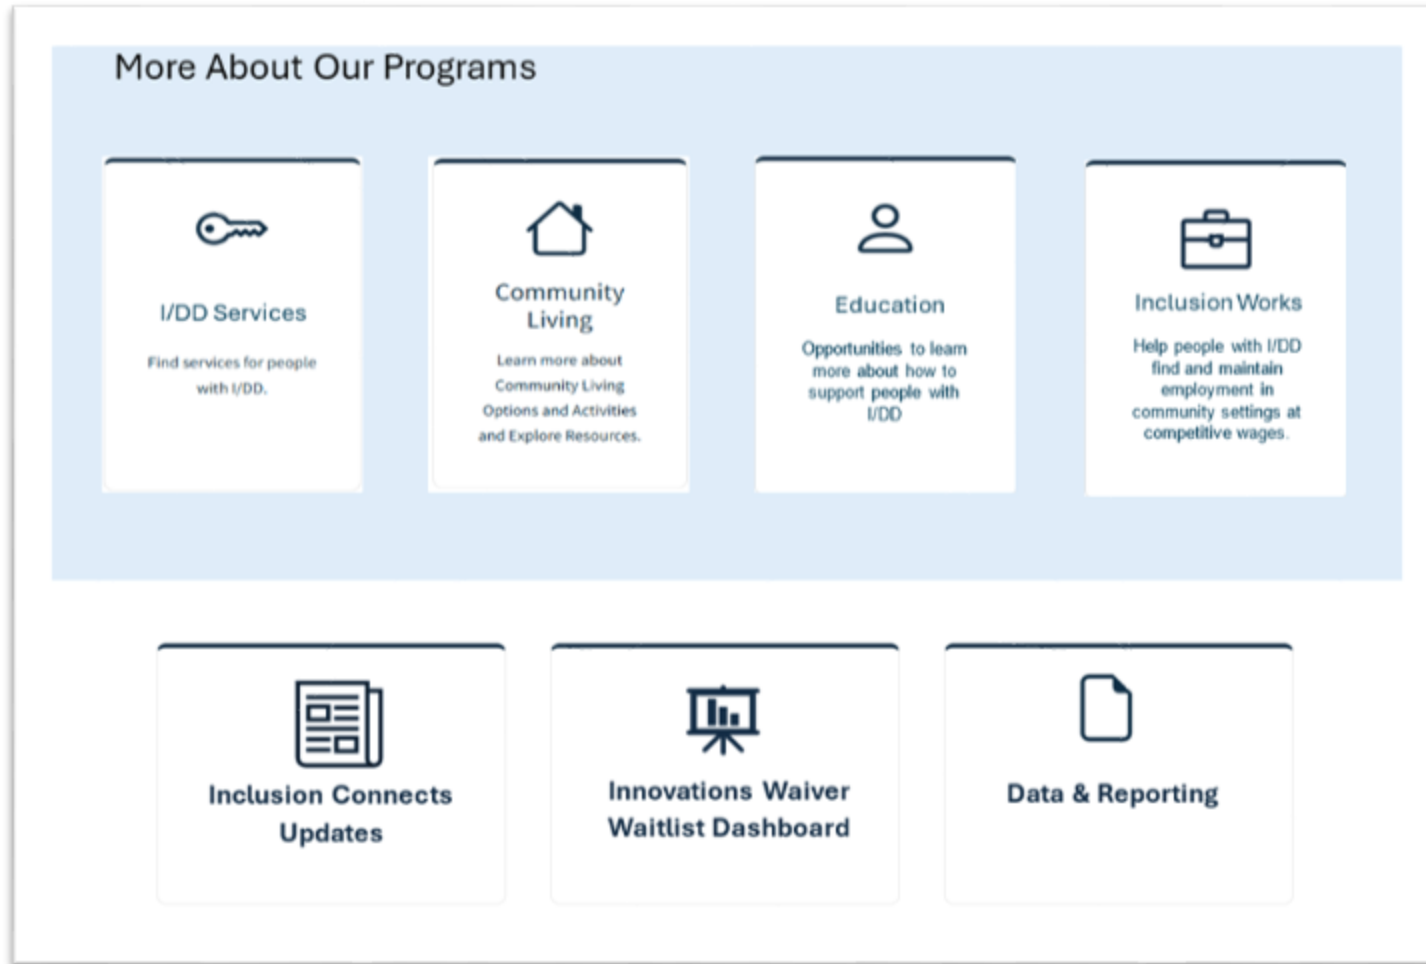 More About Our Programs
I/DD Services
Find services for people
with I/DD.
Community
Living
Learn more about
Community Living
Options and Activities
and Explore Resources.
Education
Opportunities to learn
more about how to
support people with
I/DD
Inclusion Works
Help people with I/DD
find and maintain
employment in
community settings at
competitive wages.
Inclusion Connects
Updates
Innovations Waiver
Waitlist Dashboard
Data & Reporting